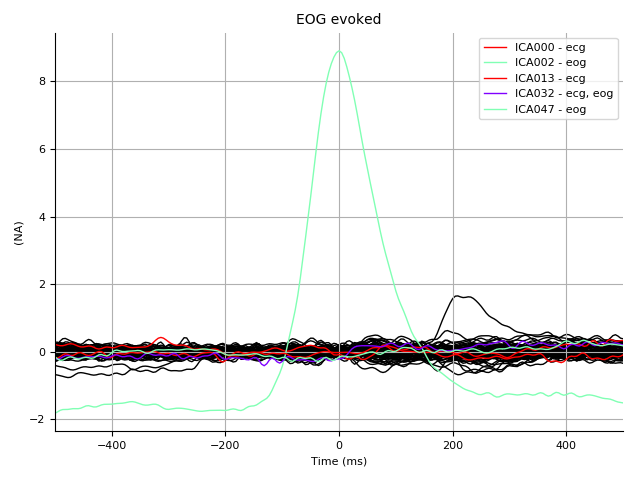 EOG evoked
ICA000 - ecg
ICA002 - eog
ICA013 - ecg
ICA032 - ecg, eog
ICA047 - eog
8
6
4
2
0
−2
(NA)
−400
−200
0
200
400
Time (ms)